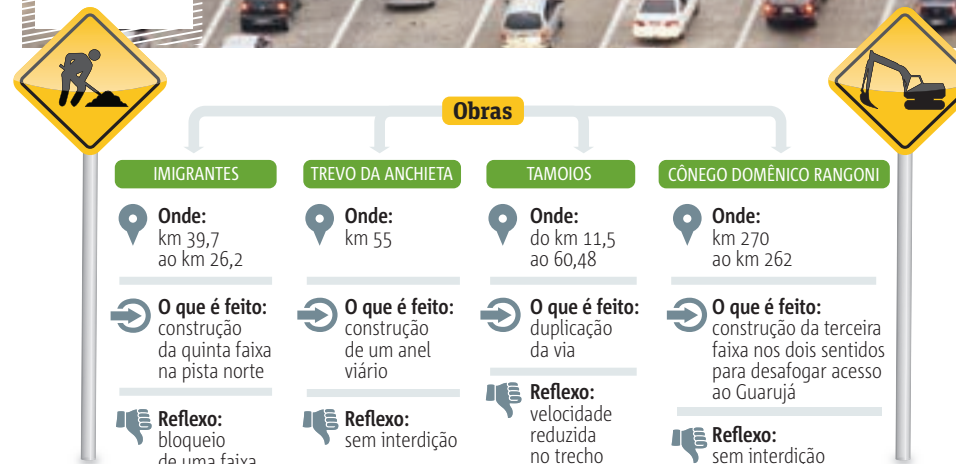 Obras
IMIGRANTES
Onde:
km 39,7
ao km 26,2
O que é feito:
construção
da quinta faixa
na pista norte
Reflexo:
bloqueio
de uma faixa
TREVO DA ANCHIETA
Onde:
km 55
O que é feito:
construção
de um anel
viário
Reflexo:
sem interdição
TAMOIOS
Onde:
do km 11,5
ao 60,48
O que é feito:
duplicação
da via
Reflexo:
velocidade
reduzida
no trecho
CÔNEGO DOMÊNICO RANGONI
Onde:
km 270
ao km 262
O que é feito:
construção da terceira
faixa nos dois sentidos
para desafogar acesso
ao Guarujá
Reflexo:
sem interdição